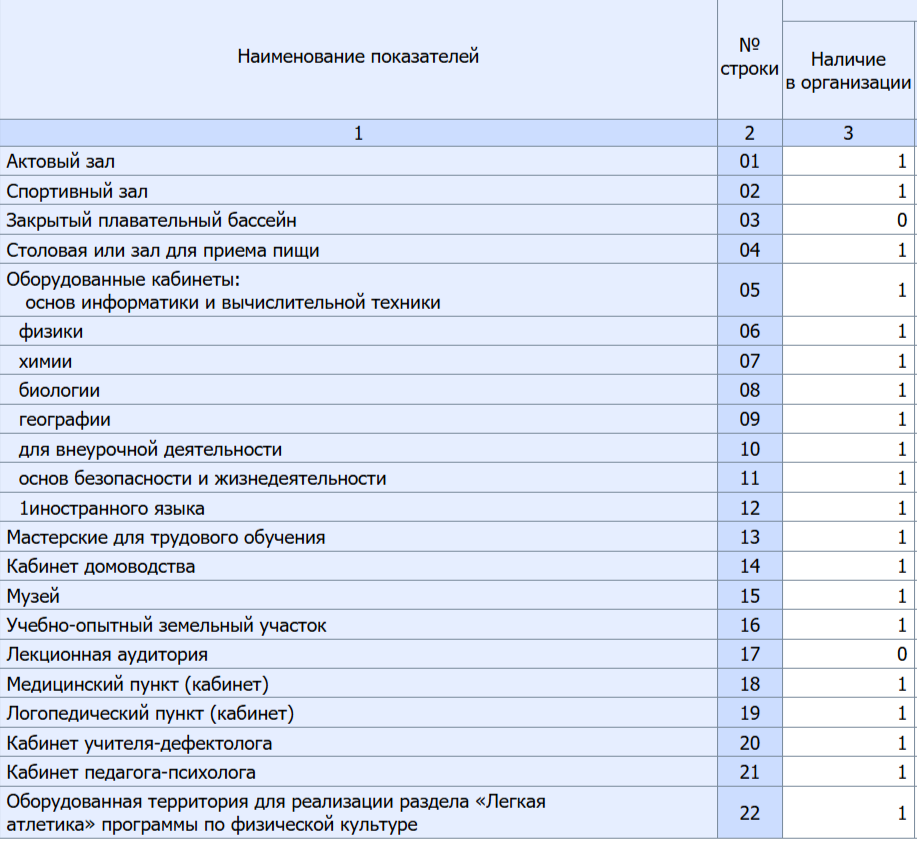 Наименование показателей
№
строки
Наличие
в организации
1 2 3
Актовый зал 01 1
Спортивный зал 02 1
Закрытый плавательный бассейн 03 0
Столовая или зал для приема пищи 04 1
Оборудованные кабинеты:
основ информатики и вычислительной техники 05 1
физики 06 1
химии 07 1
биологии 08 1
географии 09 1
для внеурочной деятельности 10 1
основ безопасности и жизнедеятельности 11 1
1иностранного языка 12 1
Мастерские для трудового обучения 13 1
Кабинет домоводства 14 1
Музей 15 1
Учебно-опытный земельный участок 16 1
Лекционная аудитория 17 0
Медицинский пункт (кабинет) 18 1
Логопедический пункт (кабинет) 19 1
Кабинет учителя-дефектолога 20 1
Кабинет педагога-психолога 21 1
Оборудованная территория для реализации раздела «Легкая
атлетика» программы по физической культуре 22 1